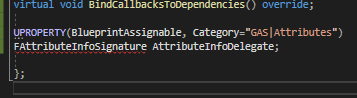 virtual void BindCallbacksToDependencies() override;
UPROPERTY(BlueprintAssignable, Category="GAS|Attributes")
FAttributeInfoSignature AttributeInfoDelegate;
};